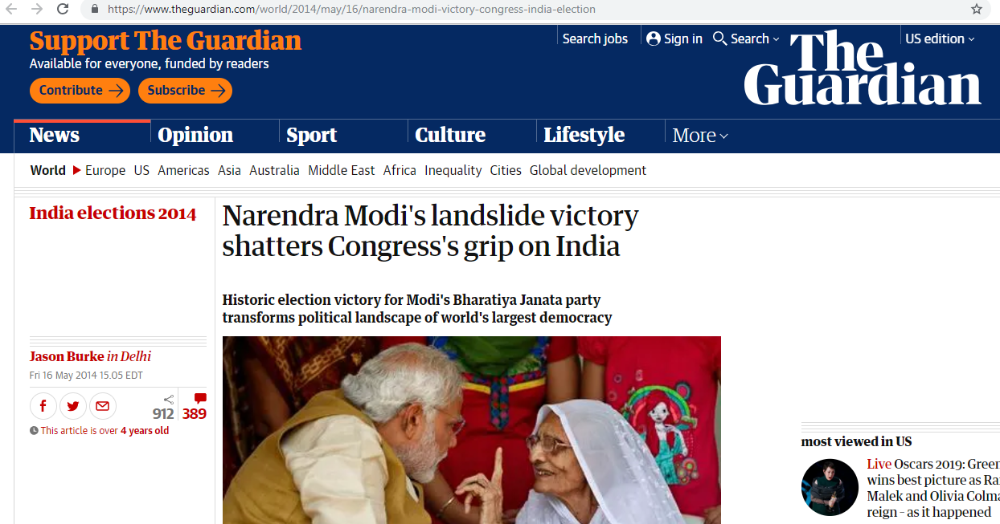 https://www.theguardian.com/world/2014/may/16/narendra-modi-victory-congress-india-election
Support The Guardian
Available for everyone, funded by readers
Contribute
Subscribe
Search jobs
Sign in
Search
US edition
The
Guardian
News
Opinion
Sport
Culture
Lifestyle
More
World
Europe US Americas Asia Australia Middle East Africa Inequality Cities Global development
India elections 2014
Narendra Modi's landslide victory
shatters Congress's grip on India
Historic election victory for Modi's Bharatiya Janata party
transforms political landscape of world's largest democracy
Jason Burke in Delhi
Fri 16 May 2014 15.05 EDT
912
389
This article is over 4 years old
most viewed in US
Live Oscars 2019: Green
wins best picture as Ra
Malek and Olivia Colma
reign – as it happened